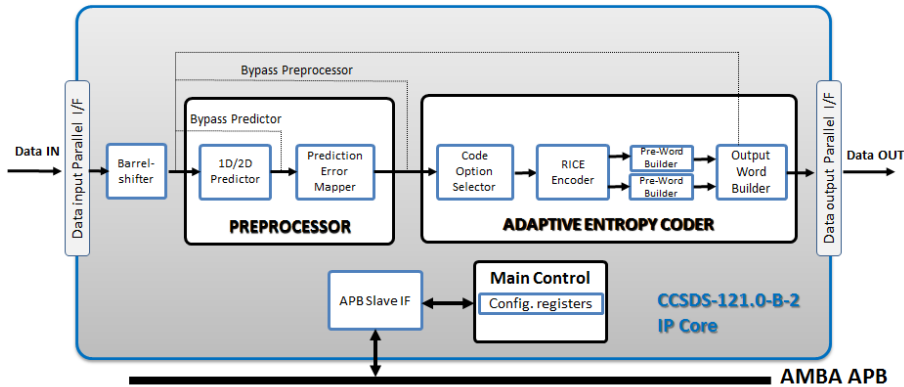 Bypass Preprocessor
Bypass Predictor
Data IN
Data input Parallel I/F
Barrel-
shifter
1D/2D
Predictor
Prediction
Error
Mapper
PREPROCESSOR
Code
Option
Selector
RICE
Encoder
Pre-Word
Builder
Pre-Word
Builder
Output
Word
Builder
ADAPTIVE ENTROPY CODER
Data output Parallel I/F
Data OUT
APB Slave IF
Main Control
Config. registers
CCSDS-121.0-B-2
IP Core
AMBA APB